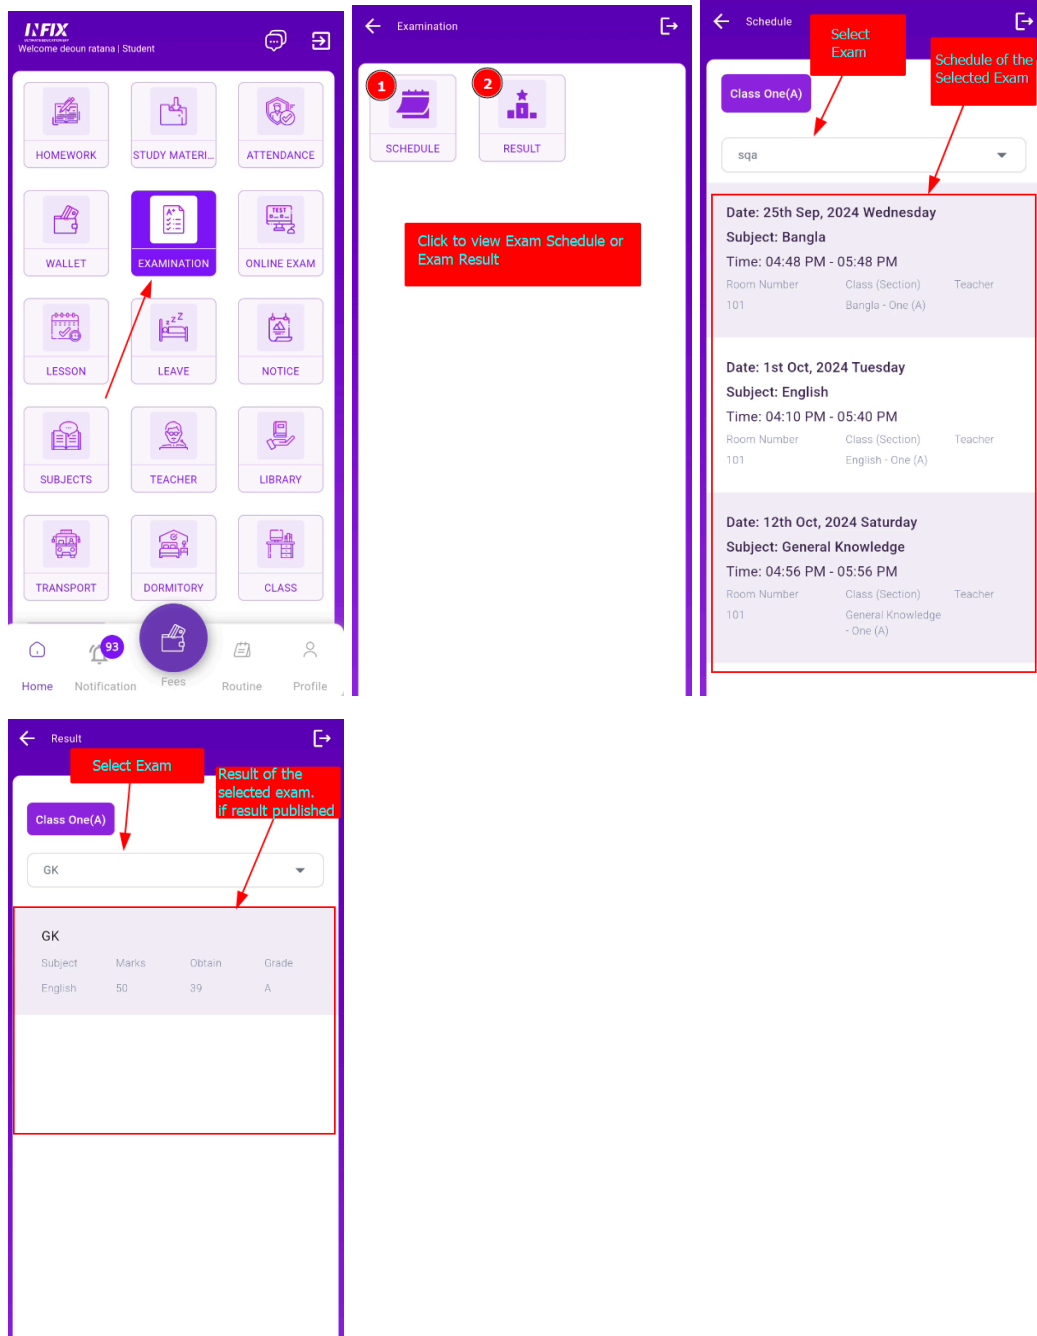 INFIX
Welcome deoun ratana | Student
HOMEWORK
STUDY MATERI...
ATTENDANCE
WALLET
EXAMINATION
ONLINE EXAM
LESSON
LEAVE
NOTICE
SUBJECTS
TEACHER
LIBRARY
TRANSPORT
DORMITORY
CLASS
93
Home
Notification
Fees
Routine
Profile
Examination
1
2
SCHEDULE
RESULT
Click to view Exam Schedule or
Exam Result
Schedule
Select
Exam
Schedule of the
Selected Exam
Class One(A)
sqa
Date: 25th Sep, 2024 Wednesday
Subject: Bangla
Time: 04:48 PM - 05:48 PM
Room Number Class (Section) Teacher
101 Bangla - One (A)
Date: 1st Oct, 2024 Tuesday
Subject: English
Time: 04:10 PM - 05:40 PM
Room Number Class (Section) Teacher
101 English - One (A)
Date: 12th Oct, 2024 Saturday
Subject: General Knowledge
Time: 04:56 PM - 05:56 PM
Room Number Class (Section) Teacher
101 General Knowledge
- One (A)
Result
Select Exam
Result of the
selected exam.
if result published
Class One(A)
GK
GK
Subject Marks Obtain Grade
English 50 39 A